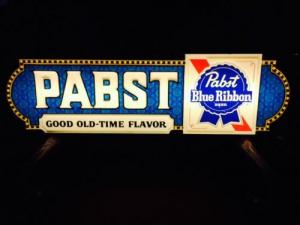 PABST
GOOD OLD-TIME FLAVOR
Pabst
Blue Ribbon